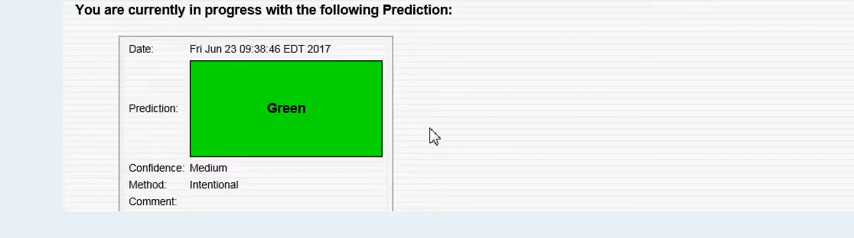 You are currently in progress with the following Prediction:
Date: Fri Jun 23 09:38:46 EDT 2017
Prediction: Green
Confidence: Medium
Method: Intentional
Comment: